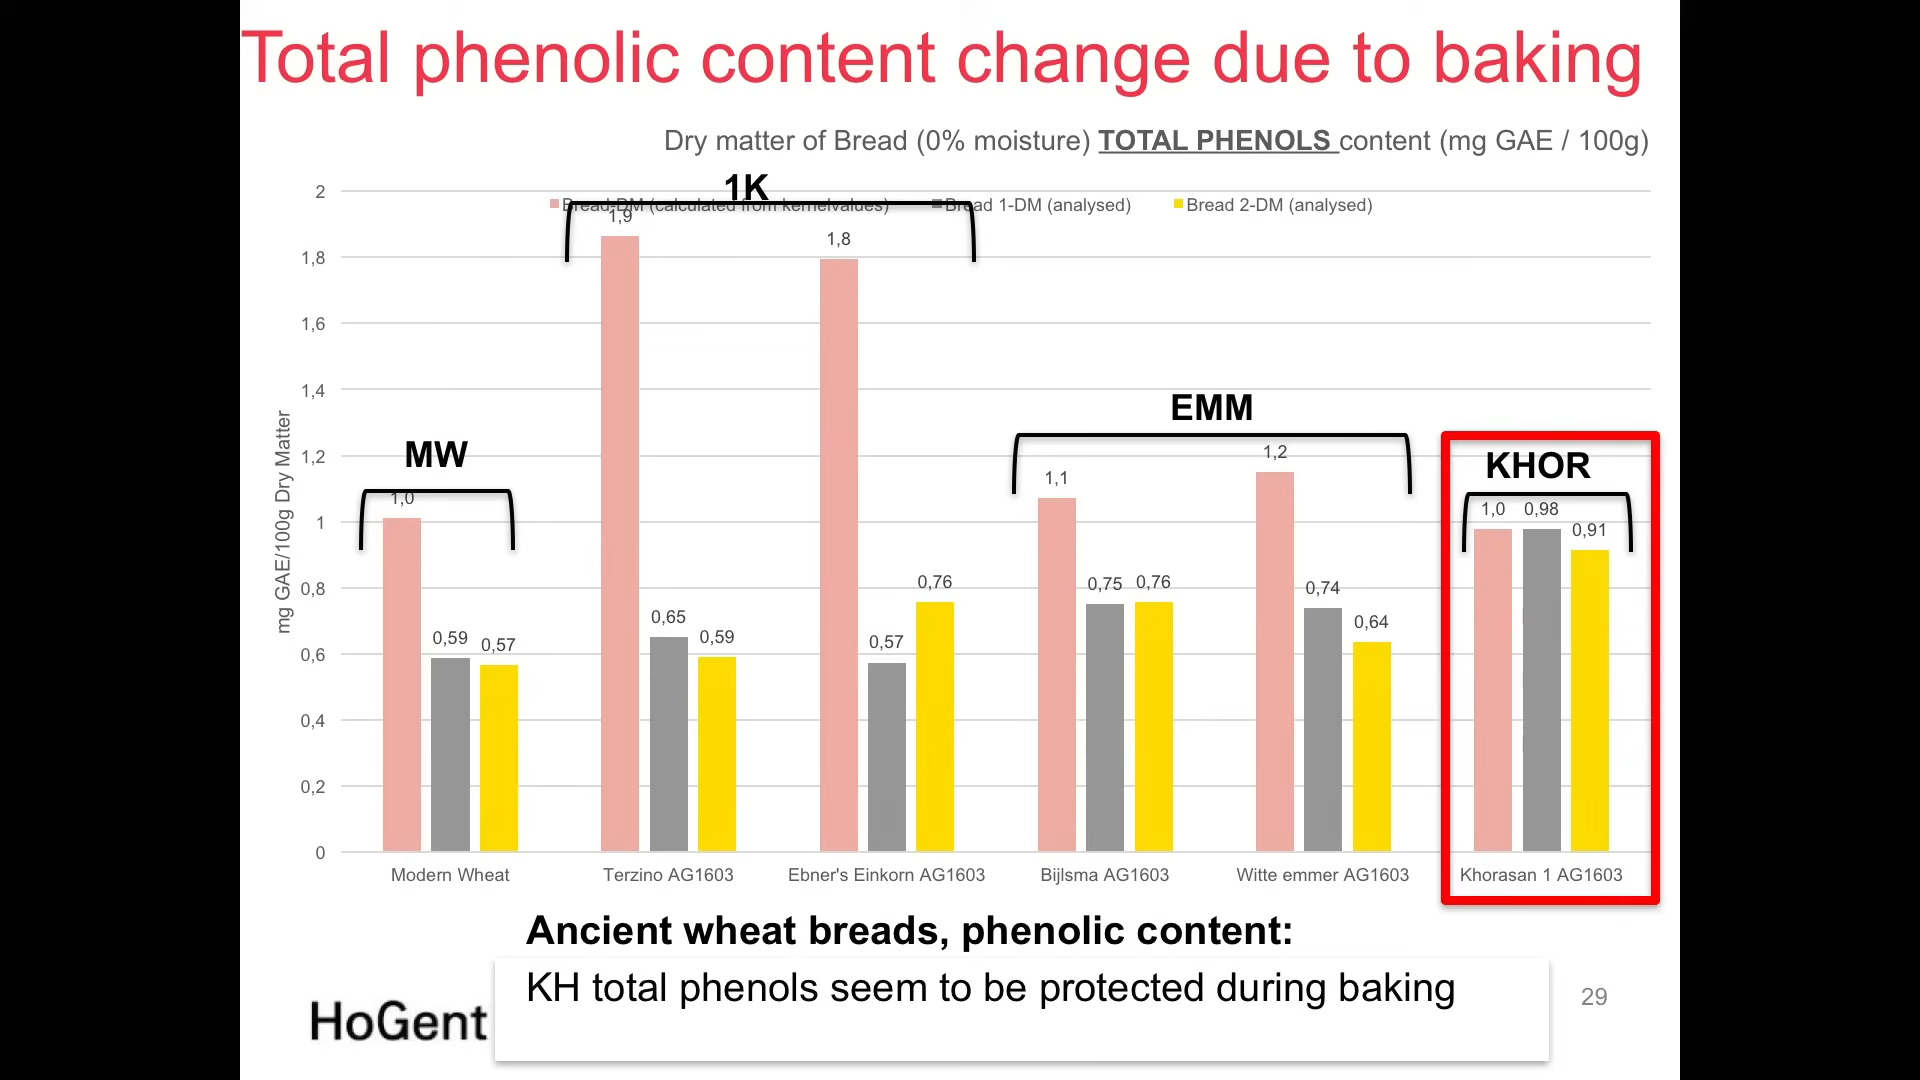 Total phenolic content change due to baking
Dry matter of Bread (0% moisture) TOTAL PHENOLS content (mg GAE / 100g)
1K
Bread-DM (calculated from kernelvalues) Bread 1-DM (analysed) Bread 2-DM (analysed)
mg GAE/100g Dry Matter
2
1,8
1,6
1,4
1,2
1
0,8
0,6
0,4
0,2
0
MW
1,0
0,59
0,57
1,9
0,65
0,59
1,8
0,57
0,76
EMM
1,1
0,75
0,76
1,2
0,74
0,64
KHOR
1,0
0,98
0,91
Modern Wheat
Terzino AG1603
Ebner's Einkorn AG1603
Bijlsma AG1603
Witte emmer AG1603
Khorasan 1 AG1603
Ancient wheat breads, phenolic content:
KH total phenols seem to be protected during baking
HoGent
29